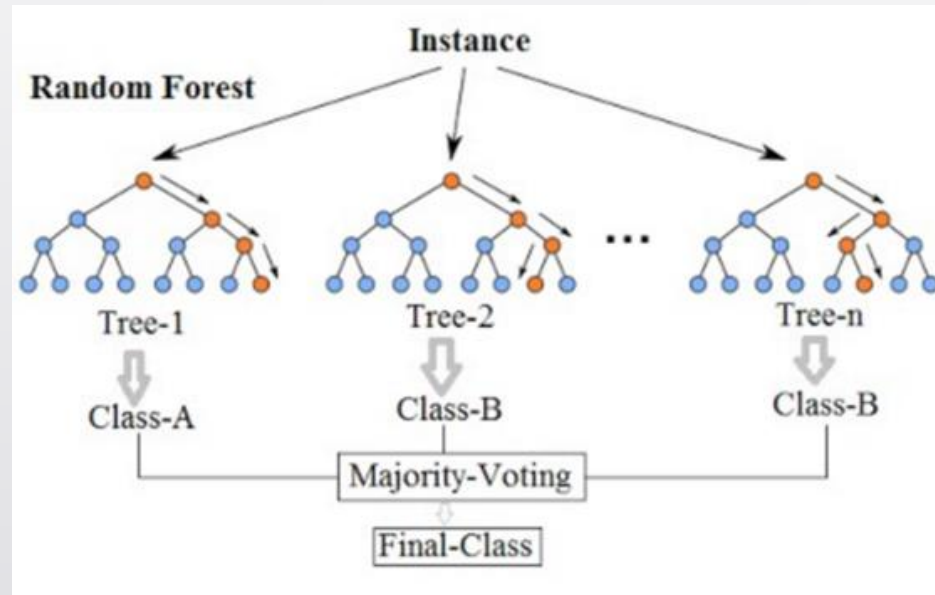 Instance
Random Forest
...
Tree-1
Tree-2
Tree-n
Class-A
Class-B
Class-B
Majority-Voting
Final-Class